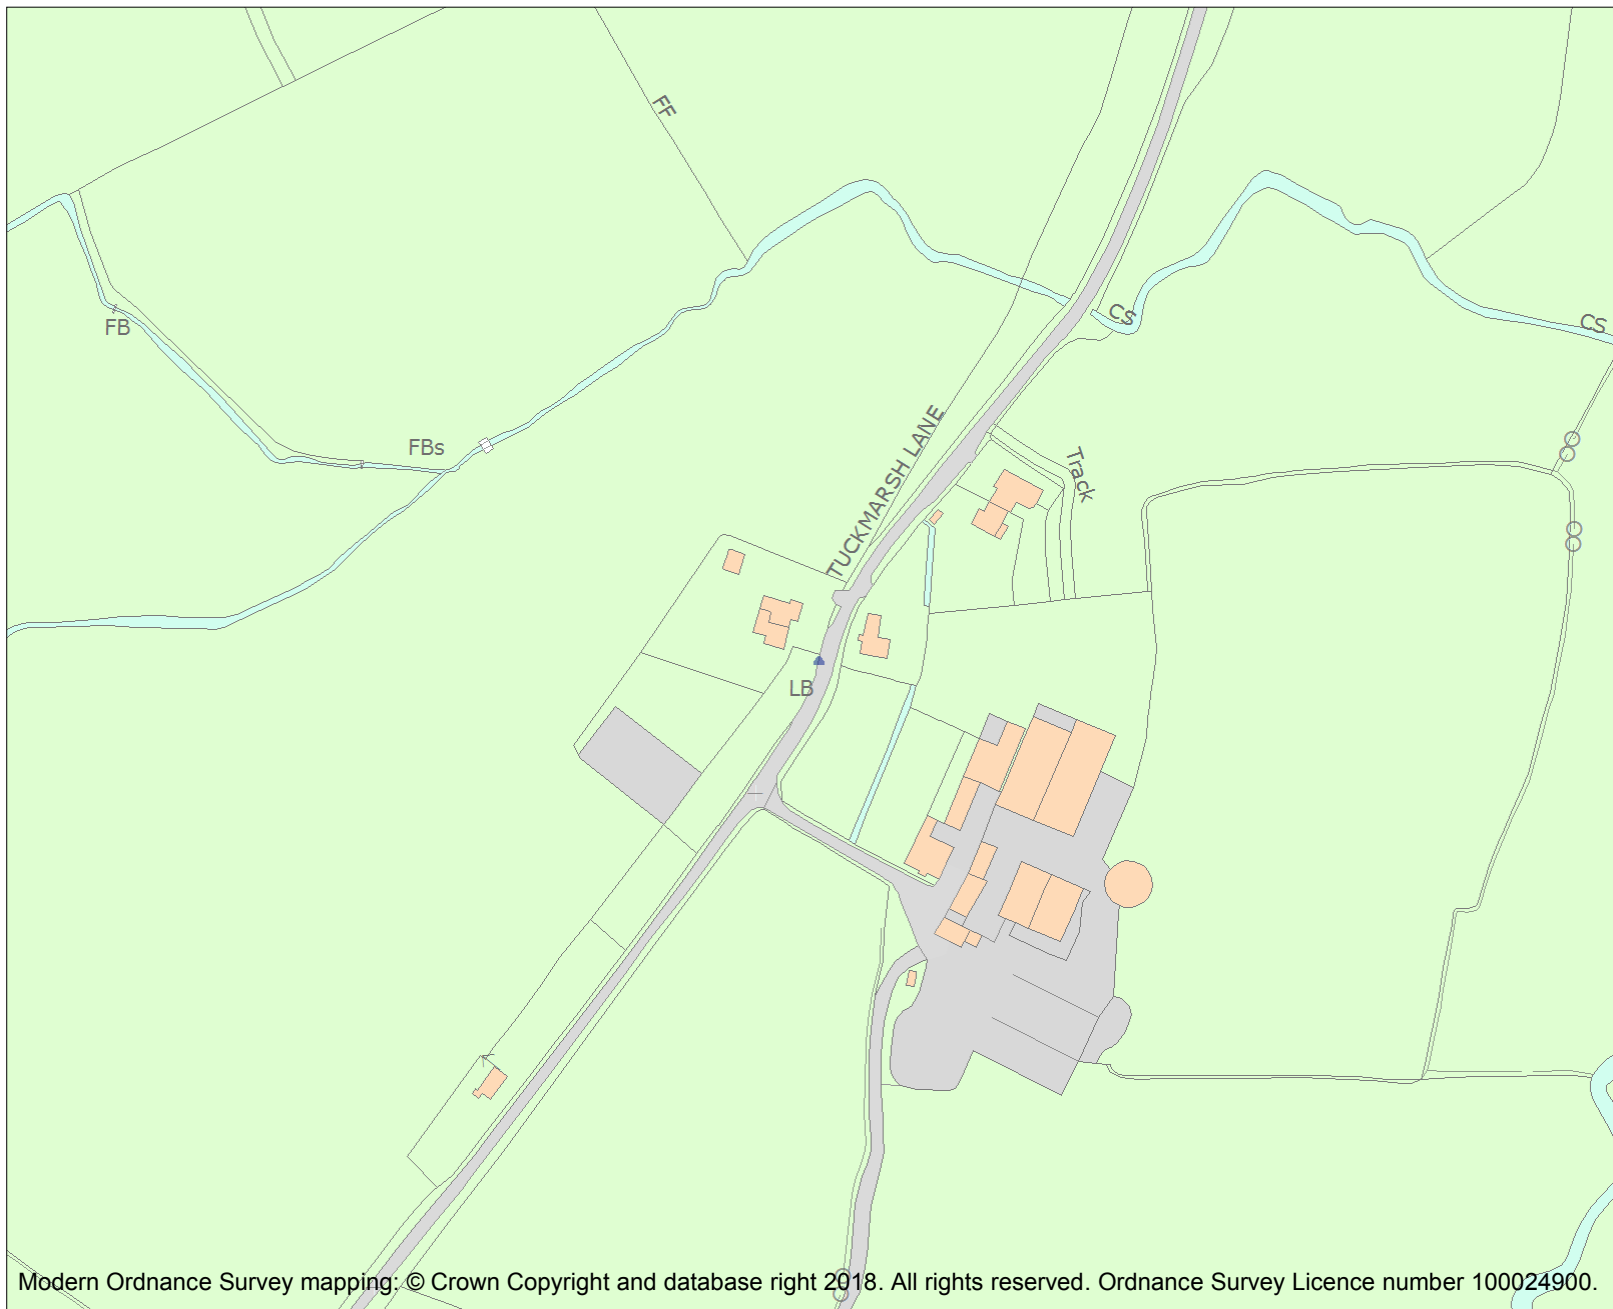 FF
CS
CS
FB
FBs
TUCKMARSH LANE
Track
LB
Modern Ordnance Survey mapping: © Crown Copyright and database right 2018. All rights reserved. Ordnance Survey Licence number 100024900.